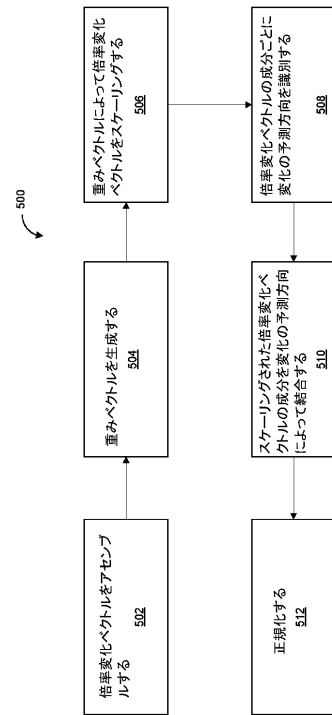 500
倍率変化ベクトルをアセンブ
ルする
502
重みベクトルを生成する
504
重みベクトルによって倍率変化
ベクトルをスケーリングする
506
倍率変化ベクトルの成分ごとに
変化の予測方向を識別する
508
スケーリングされた倍率変化ベ
クトルの成分を変化の予測方向
によって結合する
510
正規化する
512